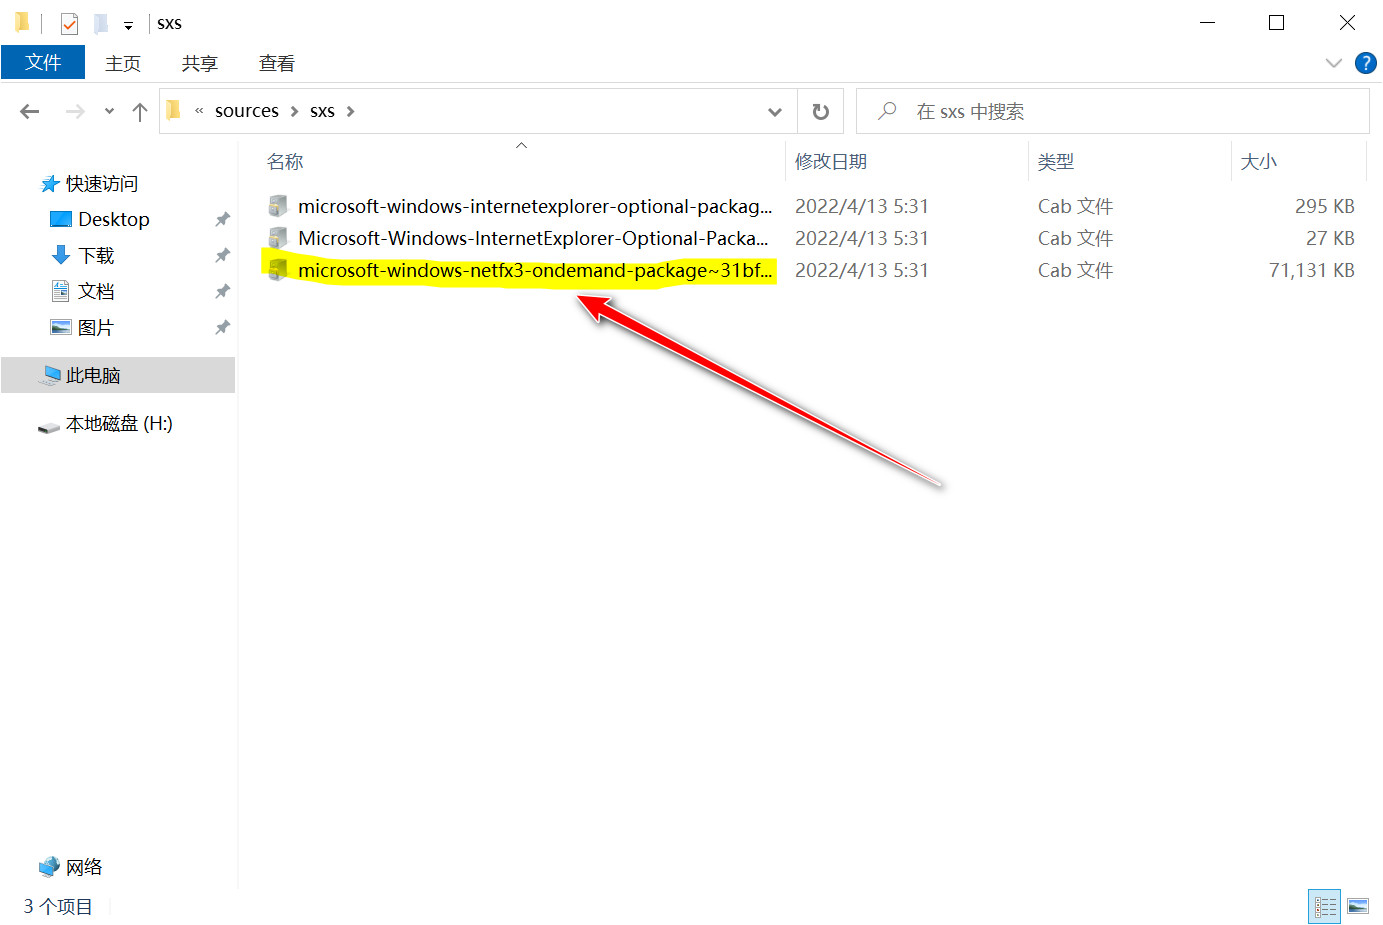 sxs
文件 主页 共享 查看 ?
« sources > sxs > 在 sxs 中搜索
名称 修改日期 类型 大小
快速访问
Desktop
下载
文档
图片
此电脑
本地磁盘 (H:)
microsoft-windows-internetexplorer-optional-packag... 2022/4/13 5:31 Cab 文件 295 KB
Microsoft-Windows-InternetExplorer-Optional-Packa... 2022/4/13 5:31 Cab 文件 27 KB
microsoft-windows-netfx3-ondemand-package~31bf... 2022/4/13 5:31 Cab 文件 71,131 KB
网络
3 个项目